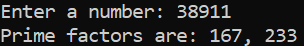 Enter a number: 38911
Prime factors are: 167, 233